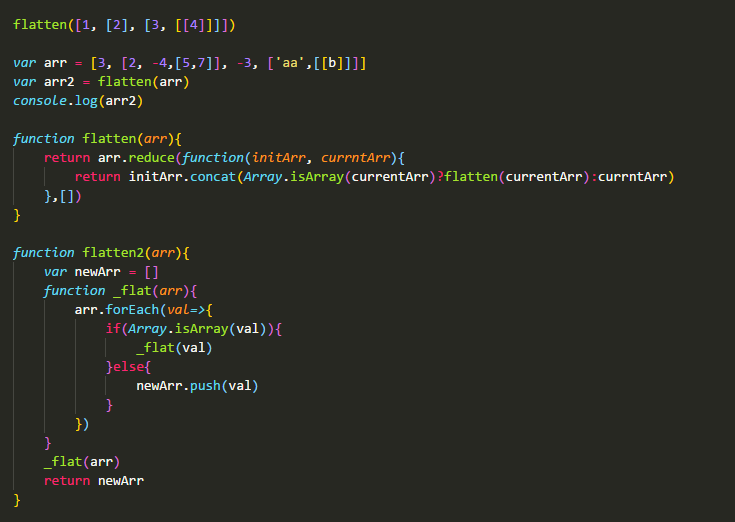 flatten([1, [2], [3, [[4]]]])
var arr = [3, [2, -4,[5,7]], -3, ['aa',[[b]]]]
var arr2 = flatten(arr)
console.log(arr2)
function flatten(arr){
return arr.reduce(function(initArr, currntArr){
return initArr.concat(Array.isArray(currentArr)?flatten(currentArr):currntArr)
},[])
}
function flatten2(arr){
var newArr = []
function _flat(arr){
arr.forEach(val=>{
if(Array.isArray(val)){
_flat(val)
}else{
newArr.push(val)
}
})
}
_flat(arr)
return newArr
}